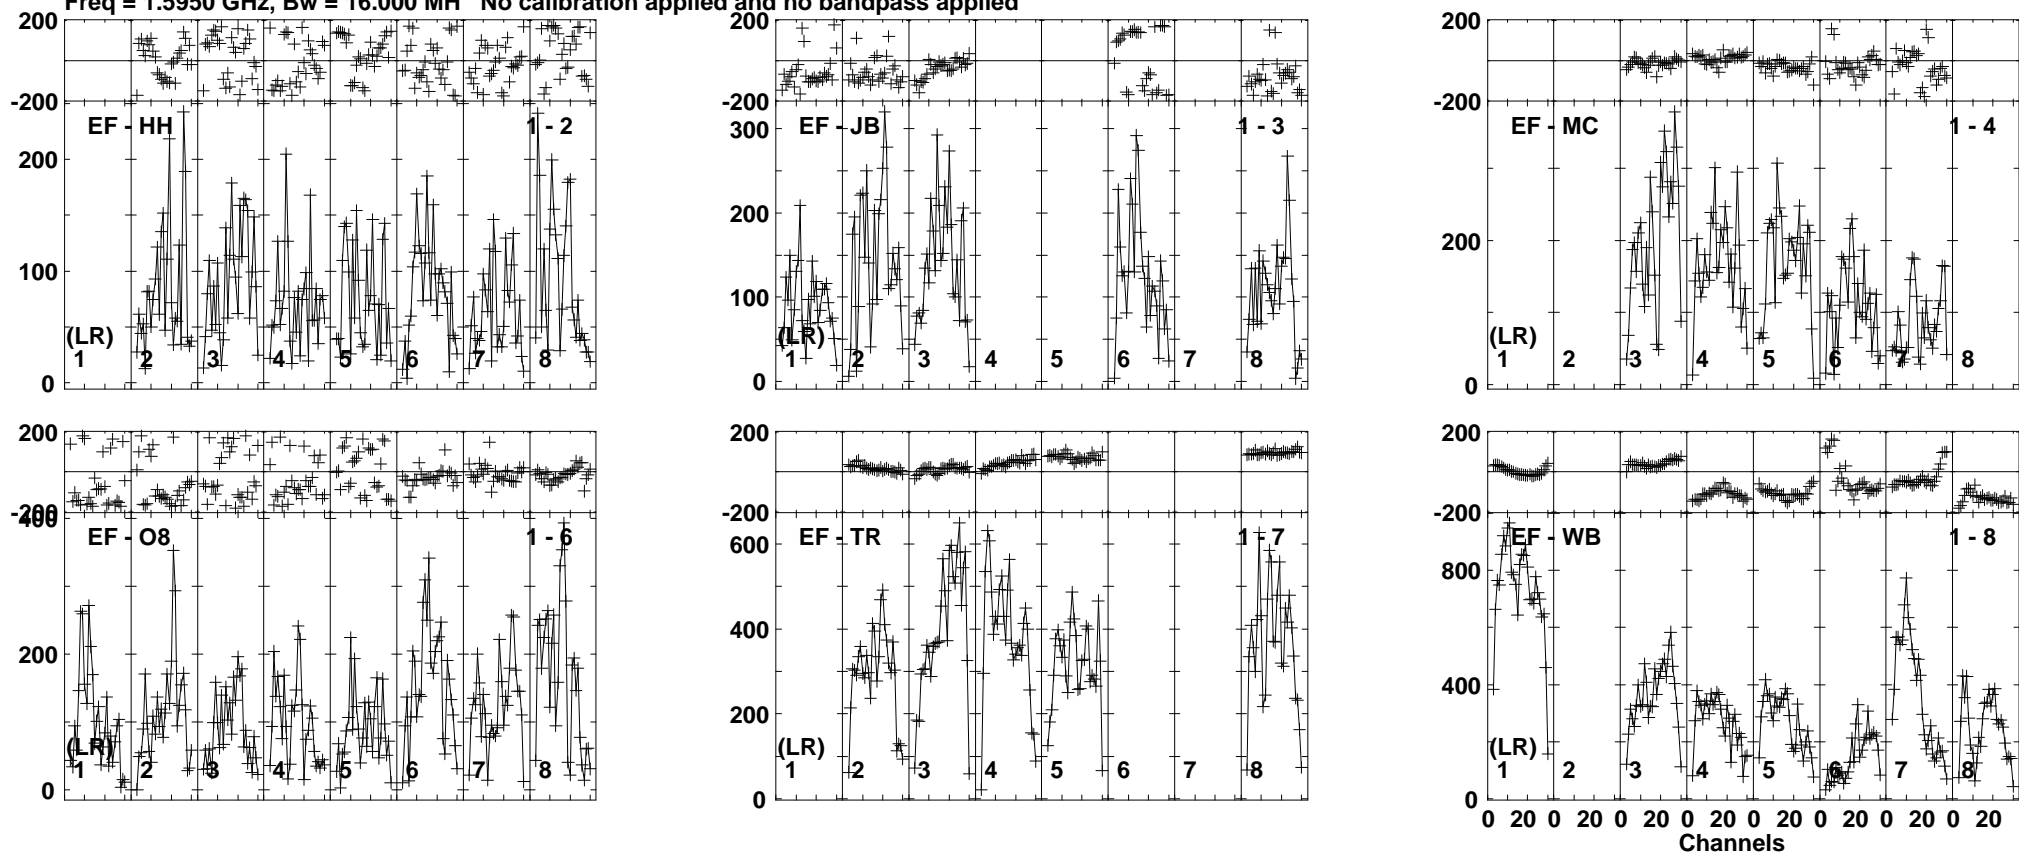 Freq = 1.5950 GHz, Bw = 16.000 MH No calibration applied and no bandpass applied
200
-200
EF - HH
1 - 2
200
100
0
(LR)
1 2 3 4 5 6 7 8
200
-200
EF - JB
1 - 3
300
200
100
0
(LR)
1 2 3 4 5 6 7 8
200
-200
EF - MC
1 - 4
200
0
(LR)
1 2 3 4 5 6 7 8
200
-200
400
EF - O8
1 - 6
200
0
(LR)
1 2 3 4 5 6 7 8
200
-200
EF - TR
1 - 7
600
400
200
0
(LR)
1 2 3 4 5 6 7 8
200
-200
EF - WB
1 - 8
800
400
0
(LR)
1 2 3 4 5 6 7 8
0 20 0 20 0 20 0 20 0 20 0 20 0 20 0 20
Channels